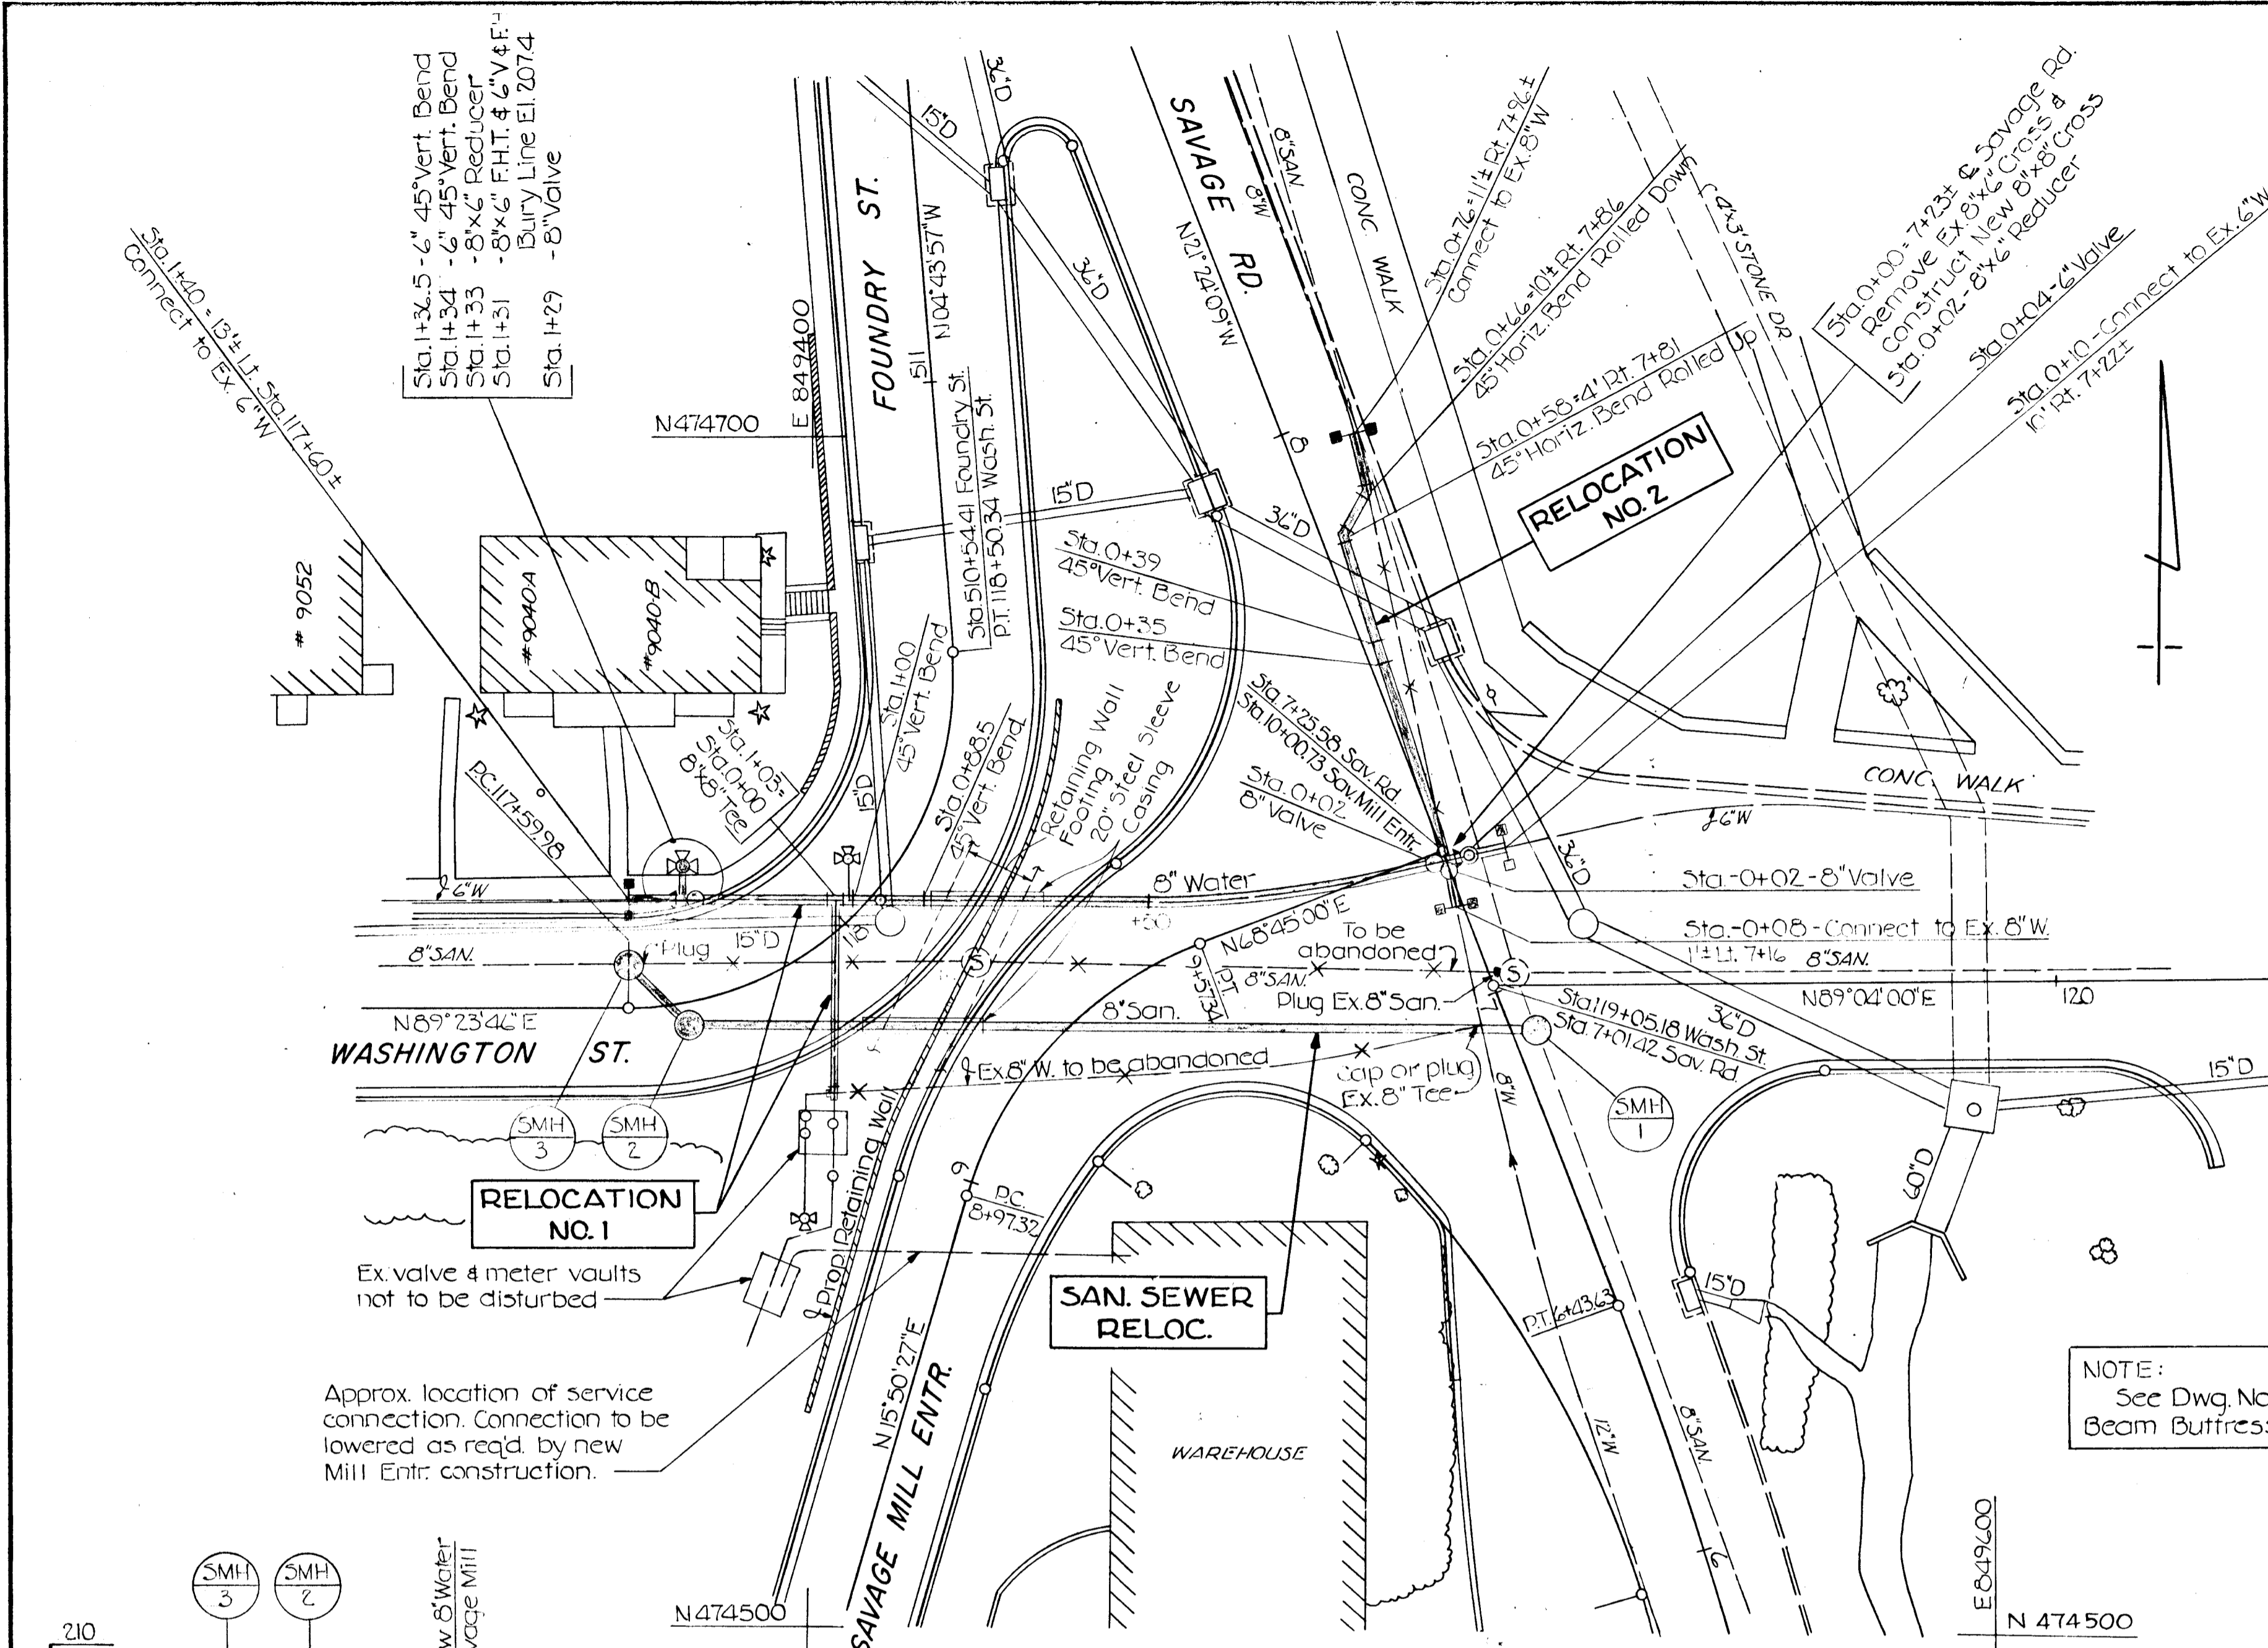 Sta.1+36.5 - 6" 45°Vert. Bend
Sta.1+34 - 6" 45°Vert. Bend
Sta.1+33 - 8"x6" Reducer
Sta.1+31 - 8"x6" F.H.T. & 6"V & F.H
Bury Line El. 207.4
Sta. 1+29 - 8"Valve
Sta.1+40 = 13'± Lt. Sta.117+60±
Connect to Ex. 6"W
N474700
E 849400
FOUNDRY ST.
511
N04°43'57"W
Sta.510+54.41 Foundry St.
P.T. 118+50.34 Wash. St.
15"D
36"D
36"D
15"D
36"D
SAVAGE RD.
N21°24'09"W
8
8"SAN.
8"W
CONC. WALK
Sta.0+76=11'± Rt. 7+96±
Connect to Ex.8"W
Sta.0+66=10'± Rt. 7+86
45° Horiz. Bend Rolled Down
Sta.0+58=4' Rt. 7+81
45° Horiz. Bend Rolled Up
4'x3' STONE DR
Sta.0+00 = 7+23± ℄ Savage Rd.
Remove Ex.8"x6" Cross &
Construct New 8"x8" Cross
Sta.0+02-8"x6" Reducer
Sta.0+04-6" Valve
Sta.0+10-Connect to Ex.6"W
10' Rt. 7+22±
RELOCATION
NO. 2
# 9052
#9040-A
#9040-B
Sta.0+39
45°Vert. Bend
Sta.0+35
45°Vert. Bend
Sta.1+00
45°Vert. Bend
Sta.1+03=
Sta.0+00
8"x8" Tee
15"D
Sta.0+88.5
45°Vert. Bend
Retaining Wall
Footing
20" steel sleeve
Casing
Sta.7+25.58 Sav. Rd
Sta.10+00.73 Sav. Mill Entr.
Sta. 0+02
8" Valve
P.C.117+59.98
CONC. WALK
6"W
6"W
8" Water
+50
36"D
Sta.-0+02-8"Valve
Sta.-0+08-Connect to Ex.8"W.
1'± Lt. 7+16
8"SAN.
8"SAN.
Plug
15"D
118
N68°45'00"E
To be
abandoned
8"SAN.
Plug Ex.8"San.
S
S
P.T.
9+57.34
7
N89°04'00"E
120
N89°23'46"E
WASHINGTON ST.
8"San.
Ex.8"W. to be abandoned
Cap or plug
Ex.8" Tee
8"W
Sta.119+05.18 Wash. St.
Sta. 7+01.42 Sav. Rd.
36"D
15"D
SMH
3
SMH
2
SMH
1
RELOCATION
NO. 1
Prop. Retaining Wall
9
P.C.
8+97.32
Ex. valve & meter vaults
not to be disturbed
SAN. SEWER
RELOC.
60"D
15"D
P.T. 6+43.63
Approx. location of service
connection. Connection to be
lowered as req'd. by new
Mill Entr. construction.
N15°50'27"E
SAVAGE MILL ENTR.
WAREHOUSE
12"W
8"SAN.
6
NOTE:
See Dwg. No
Beam Buttress
SMH
3
SMH
2
210
w 8"Water
vage Mill
N474500
E 849600
N 474500